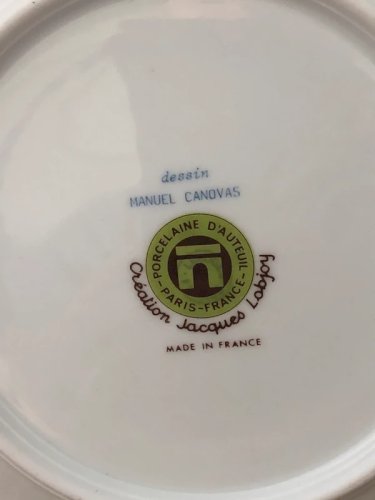 dessin
MANUEL CANOVAS
PORCELAINE D'AUTEUIL
-PARIS-FRANCE-
Création Jacques Lobjoy
MADE IN FRANCE